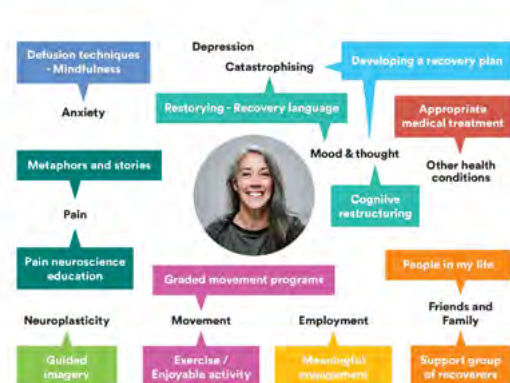 Defusion techniques
- Mindfulness
Anxiety
Depression
Catastrophising
Developing a recovery plan
Restorying - Recovery language
Appropriate
medical treatment
Mood & thought
Other health
conditions
Metaphors and stories
Pain
Cogniive
restructuring
Pain neuroscience
education
Graded movement programs
People in my life
Friends and
Family
Neuroplasticity
Movement
Employment
Guided
imagery
Exercise /
Enjoyable activity
Meaningful
engagement
Support group
of recoverers